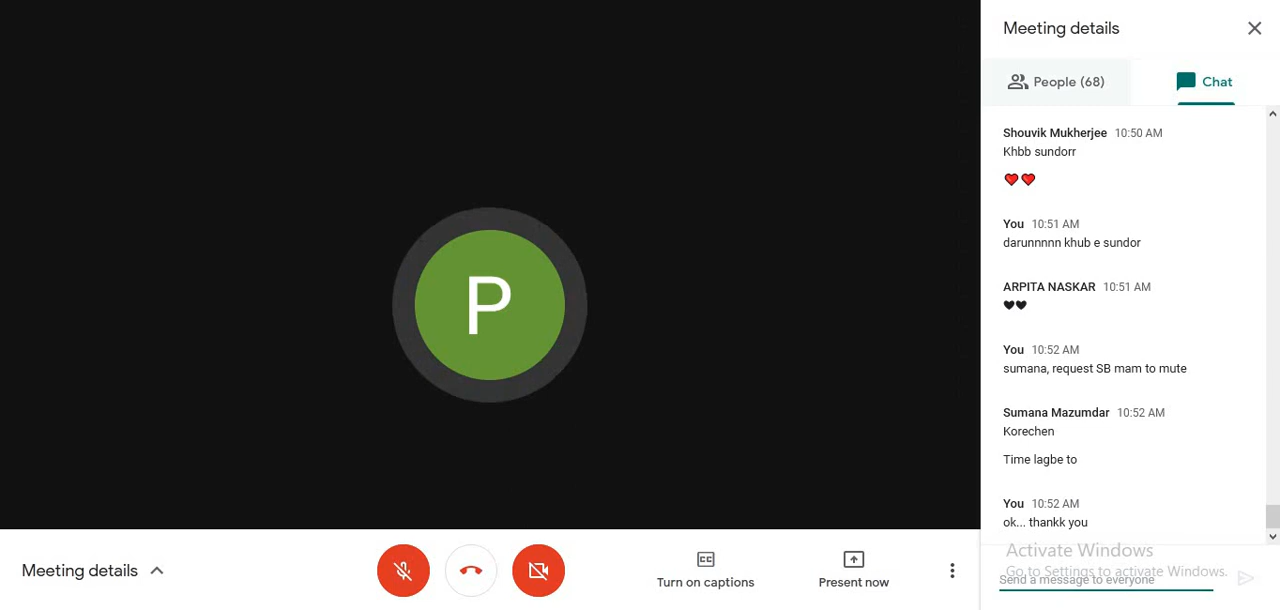 Meeting details
People (68)
Chat
Shouvik Mukherjee 10:50 AM
Khbb sundorr
❤❤
You 10:51 AM
darunnnnn khub e sundor
ARPITA NASKAR 10:51 AM
♥♥
You 10:52 AM
sumana, request SB mam to mute
Sumana Mazumdar 10:52 AM
Korechen
Time lagbe to
You 10:52 AM
ok... thankk you
Activate Windows
Go to Settings to activate Windows.
Send a message to everyone
P
Meeting details
Turn on captions
Present now